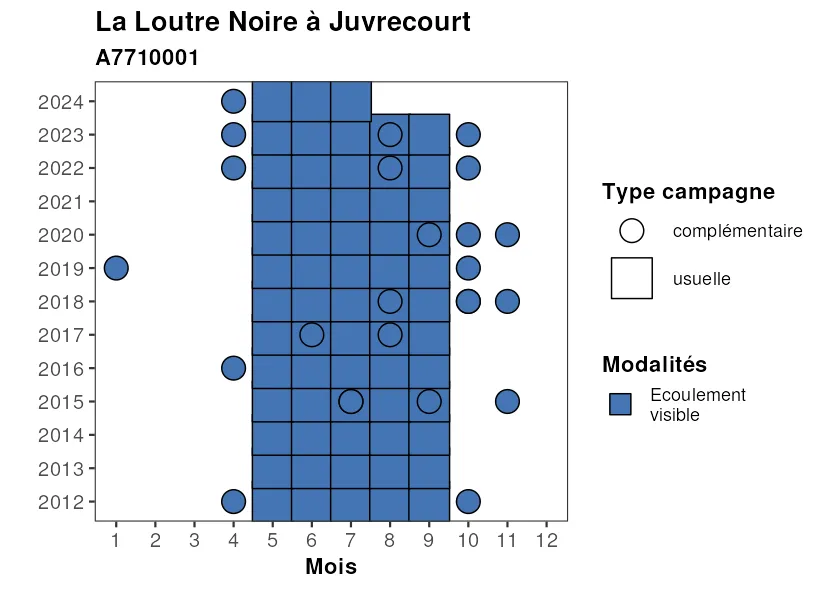 La Loutre Noire à Juvrecourt
A7710001
2024
2023
2022
2021
2020
2019
2018
2017
2016
2015
2014
2013
2012
1 2 3 4 5 6 7 8 9 10 11 12
Mois
Type campagne
complémentaire
usuelle
Modalités
Ecoulement
visible